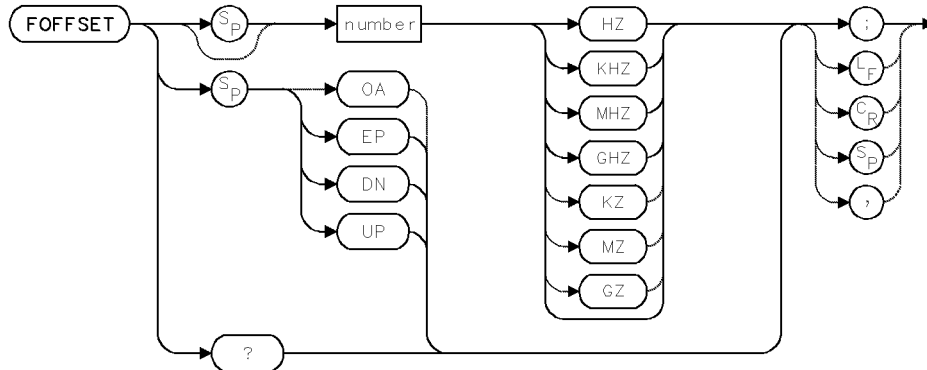 FOFFSET
SP
number
HZ
KHZ
MHZ
GHZ
KZ
MZ
GZ
SP
OA
EP
DN
UP
?
;
LF
CR
SP
,